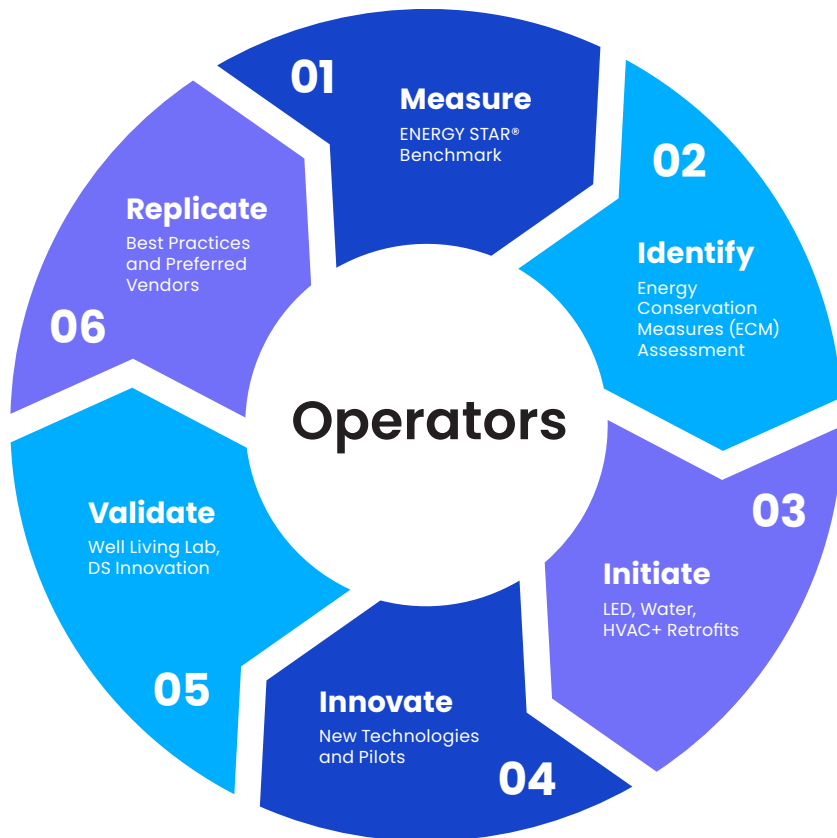 01
Measure
ENERGY STAR®
Benchmark
02
Identify
Energy
Conservation
Measures (ECM)
Assessment
03
Initiate
LED, Water,
HVAC+ Retrofits
04
Innovate
New Technologies
and Pilots
05
Validate
Well Living Lab,
DS Innovation
06
Replicate
Best Practices
and Preferred
Vendors
Operators